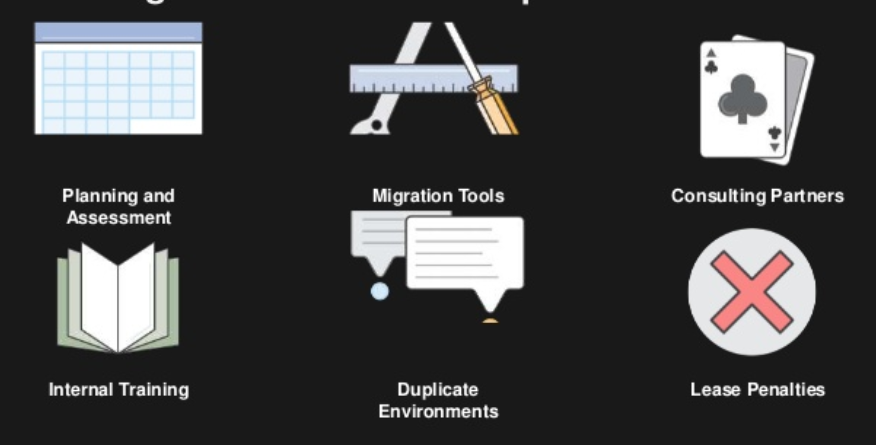 Planning and
Assessment
Migration Tools
Consulting Partners
Internal Training
Duplicate
Environments
Lease Penalties